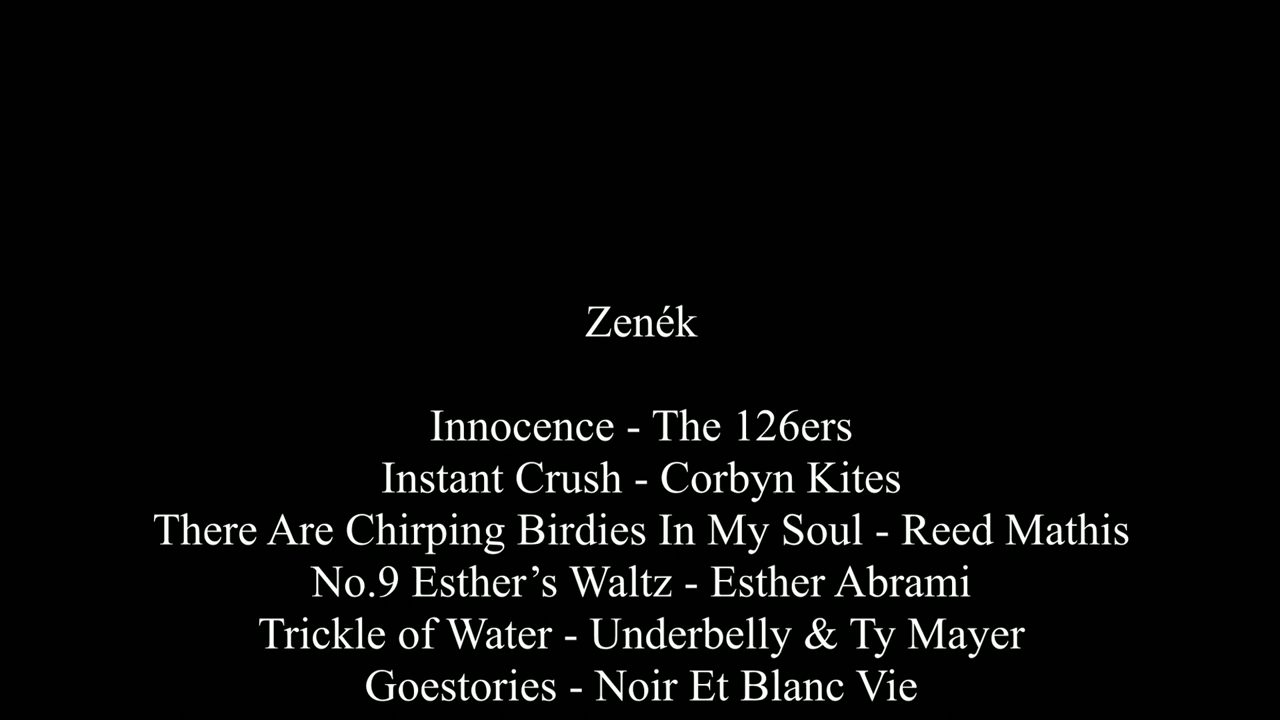 Zenék
Innocence - The 126ers
Instant Crush - Corbyn Kites
There Are Chirping Birdies In My Soul - Reed Mathis
No.9 Esther’s Waltz - Esther Abrami
Trickle of Water - Underbelly & Ty Mayer
Goestories - Noir Et Blanc Vie